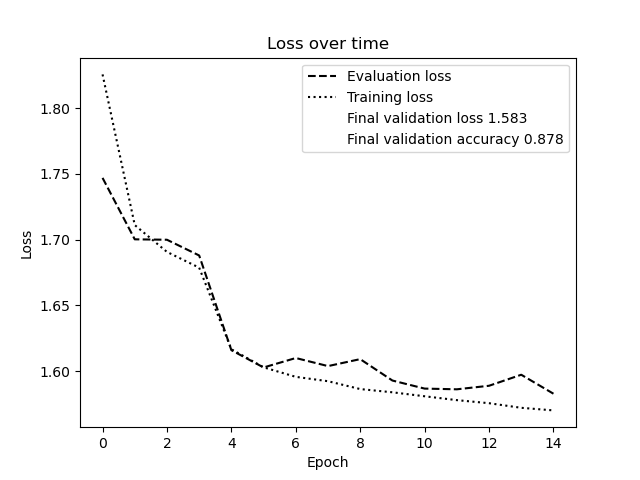 Loss over time
Evaluation loss
Training loss
Final validation loss 1.583
Final validation accuracy 0.878
1.80
1.75
1.70
1.65
1.60
Loss
0 2 4 6 8 10 12 14
Epoch